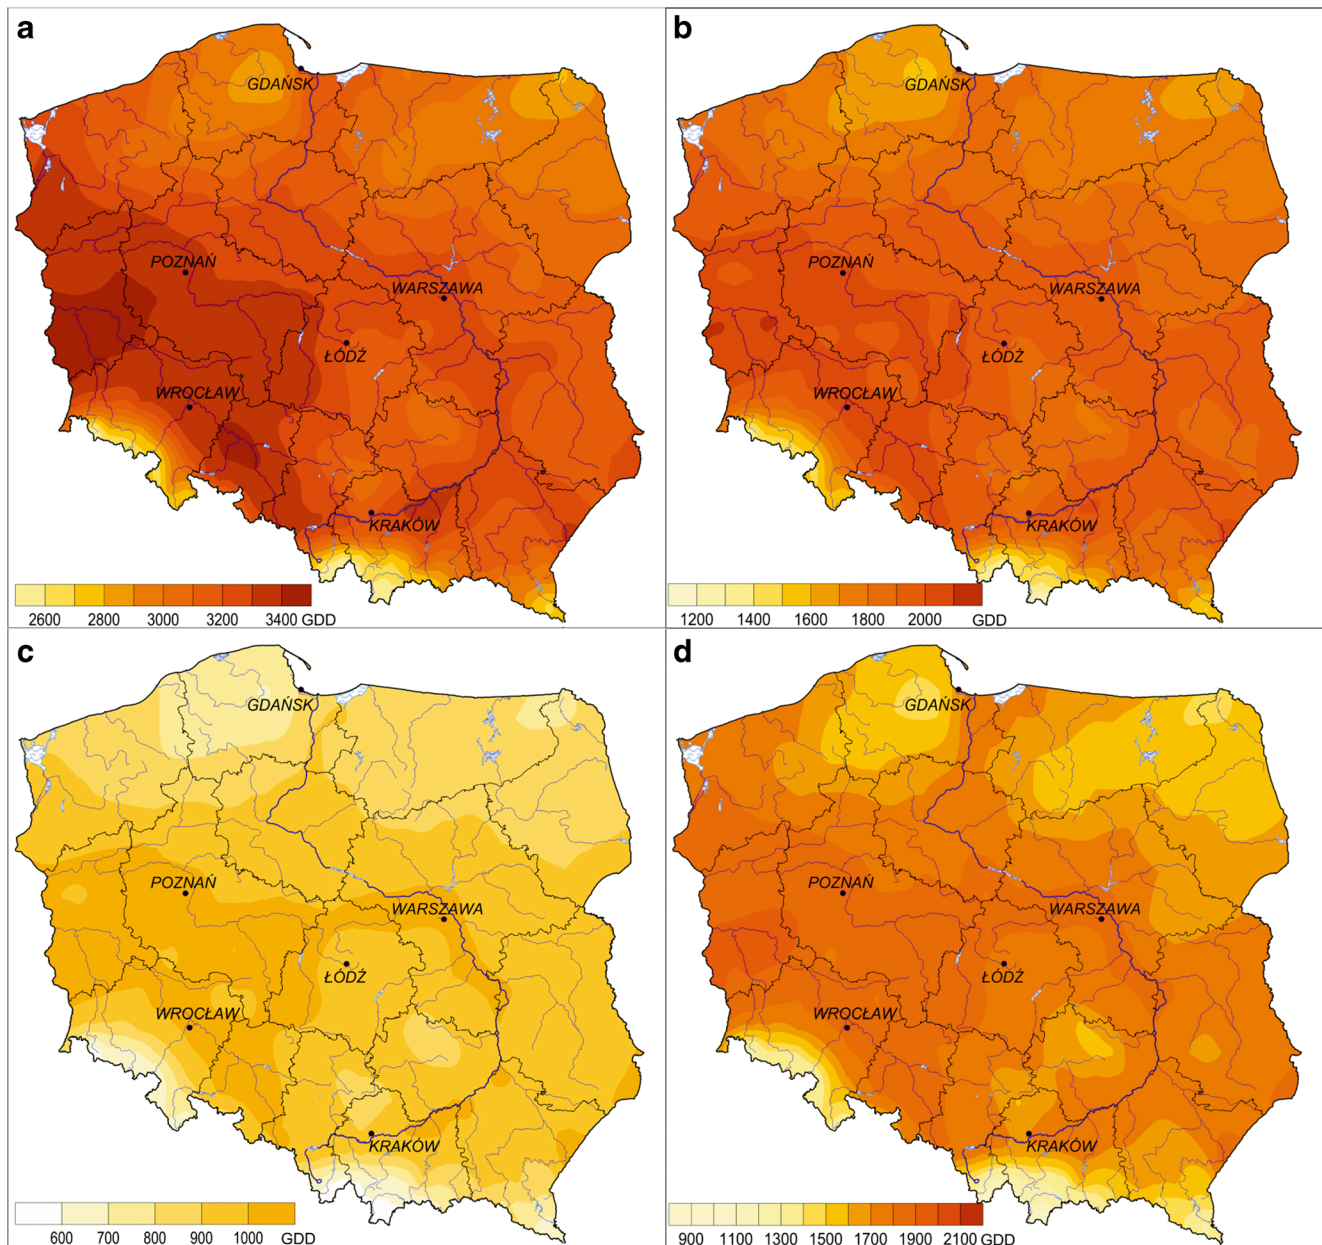 a
GDAŃSK
POZNAŃ
WARSZAWA
ŁÓDŹ
WROCŁAW
KRAKÓW
2600 2800 3000 3200 3400 GDD
b
GDAŃSK
POZNAŃ
WARSZAWA
ŁÓDŹ
WROCŁAW
KRAKÓW
1200 1400 1600 1800 2000 GDD
c
GDAŃSK
POZNAŃ
WARSZAWA
ŁÓDŹ
WROCŁAW
KRAKÓW
600 700 800 900 1000 GDD
d
GDAŃSK
POZNAŃ
WARSZAWA
ŁÓDŹ
WROCŁAW
KRAKÓW
900 1100 1300 1500 1700 1900 2100 GDD